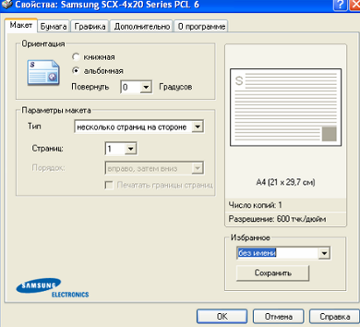 Свойства: Samsung SCX-4x20 Series PCL 6
Макет Бумага Графика Дополнительно О программе
Ориентация
книжная
альбомная
Повернуть 0 Градусов
Параметры макета
Тип несколько страниц на стороне
Страниц: 1
Порядок: вправо, затем вниз
Печатать границы страниц
S
S
A4 (21 x 29,7 см)
Число копий: 1
Разрешение: 600 тчк/дюйм
Избранное
без имени
Сохранить
SAMSUNG
ELECTRONICS
OK Отмена Справка